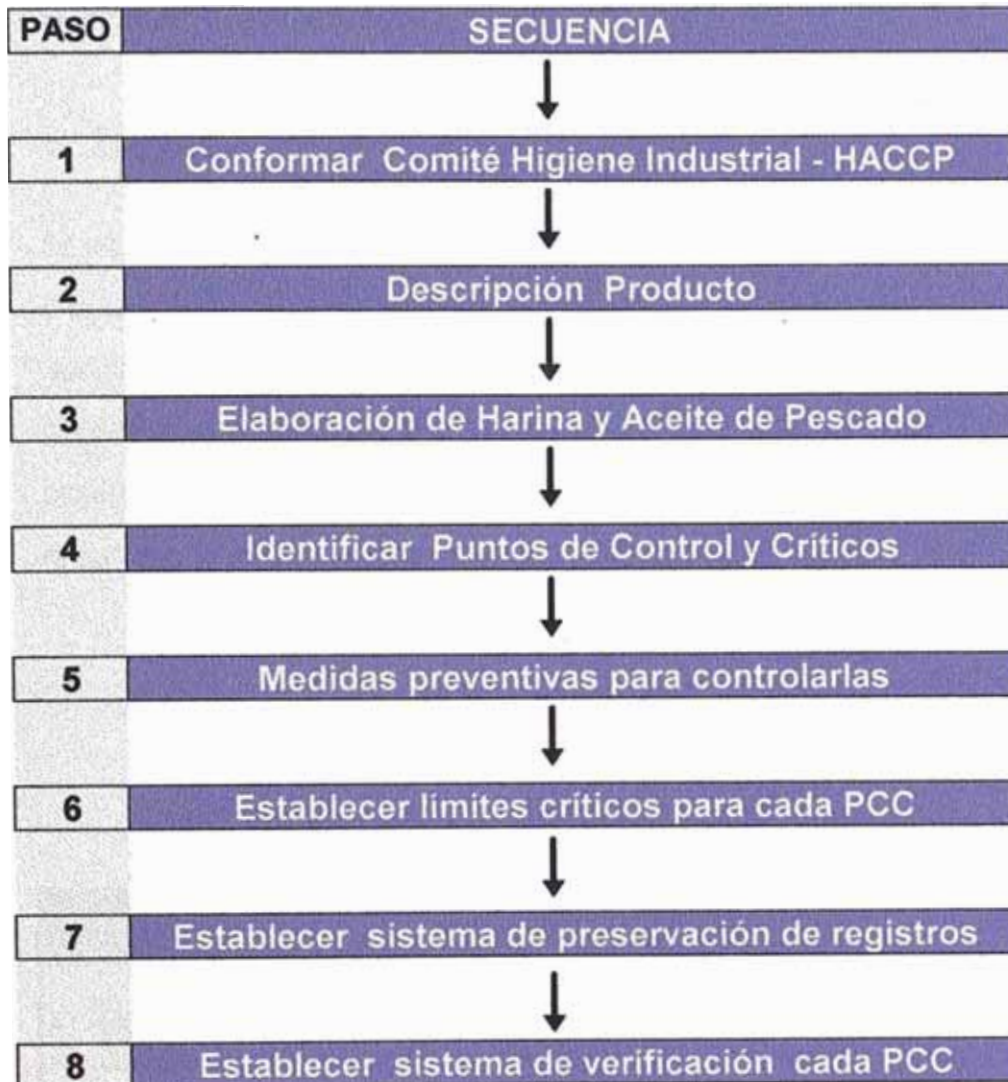 PASO SECUENCIA
1 Conformar Comité Higiene Industrial - HACCP
2 Descripción Producto
3 Elaboración de Harina y Aceite de Pescado
4 Identificar Puntos de Control y Críticos
5 Medidas preventivas para controlarlas
6 Establecer límites críticos para cada PCC
7 Establecer sistema de preservación de registros
8 Establecer sistema de verificación cada PCC